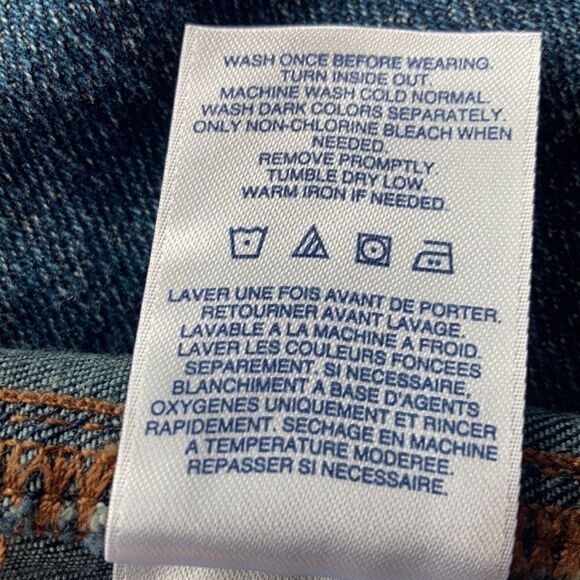 WASH ONCE BEFORE WEARING.
TURN INSIDE OUT.
MACHINE WASH COLD NORMAL.
WASH DARK COLORS SEPARATELY.
ONLY NON-CHLORINE BLEACH WHEN
NEEDED.
REMOVE PROMPTLY.
TUMBLE DRY LOW.
WARM IRON IF NEEDED.
LAVER UNE FOIS AVANT DE PORTER.
RETOURNER AVANT LAVAGE.
LAVABLE A LA MACHINE A FROID.
LAVER LES COULEURS FONCEES
SEPAREMENT. SI NECESSAIRE,
BLANCHIMENT A BASE D'AGENTS
OXYGENES UNIQUEMENT ET RINCER
RAPIDEMENT. SECHAGE EN MACHINE
A TEMPERATURE MODEREE.
REPASSER SI NECESSAIRE.